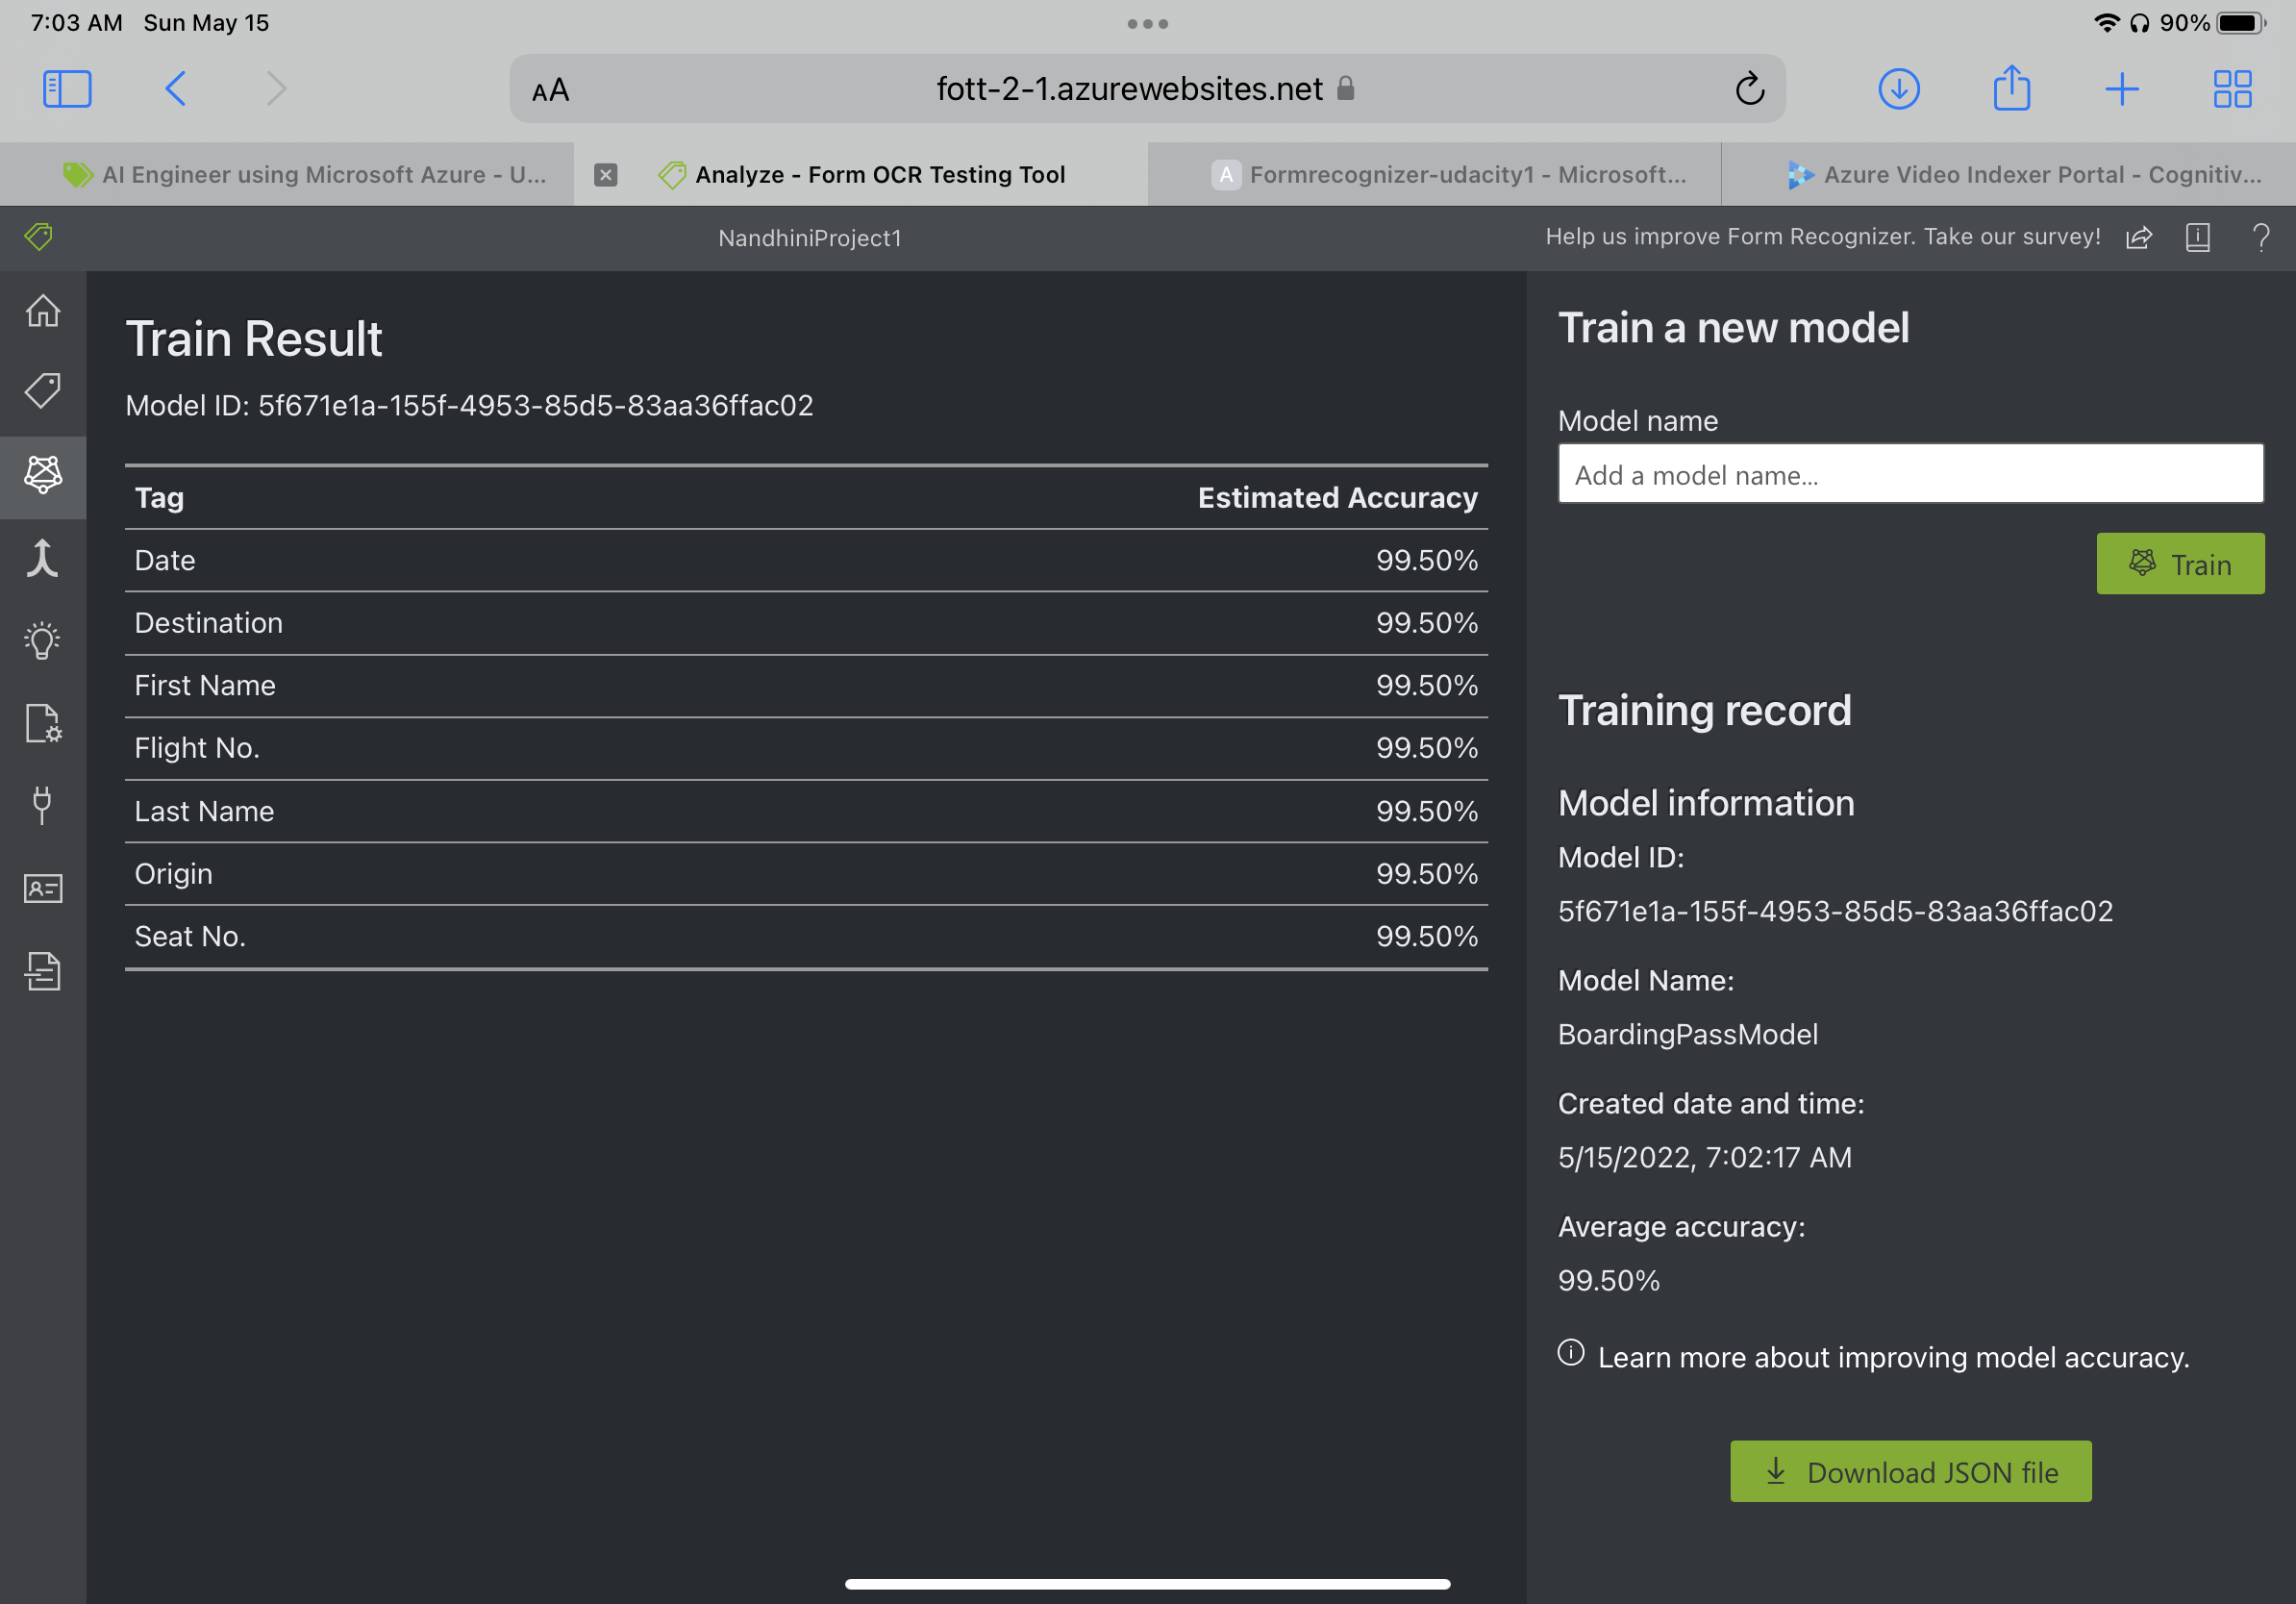 7:03 AM Sun May 15
90%
AA fott-2-1.azurewebsites.net
AI Engineer using Microsoft Azure - U...
Analyze - Form OCR Testing Tool
A Formrecognizer-udacity1 - Microsoft...
Azure Video Indexer Portal - Cognitiv...
NandhiniProject1
Help us improve Form Recognizer. Take our survey!
?
Train Result
Model ID: 5f671e1a-155f-4953-85d5-83aa36ffac02
Tag Estimated Accuracy
Date 99.50%
Destination 99.50%
First Name 99.50%
Flight No. 99.50%
Last Name 99.50%
Origin 99.50%
Seat No. 99.50%
Train a new model
Model name
Add a model name...
Train
Training record
Model information
Model ID:
5f671e1a-155f-4953-85d5-83aa36ffac02
Model Name:
BoardingPassModel
Created date and time:
5/15/2022, 7:02:17 AM
Average accuracy:
99.50%
Learn more about improving model accuracy.
Download JSON file